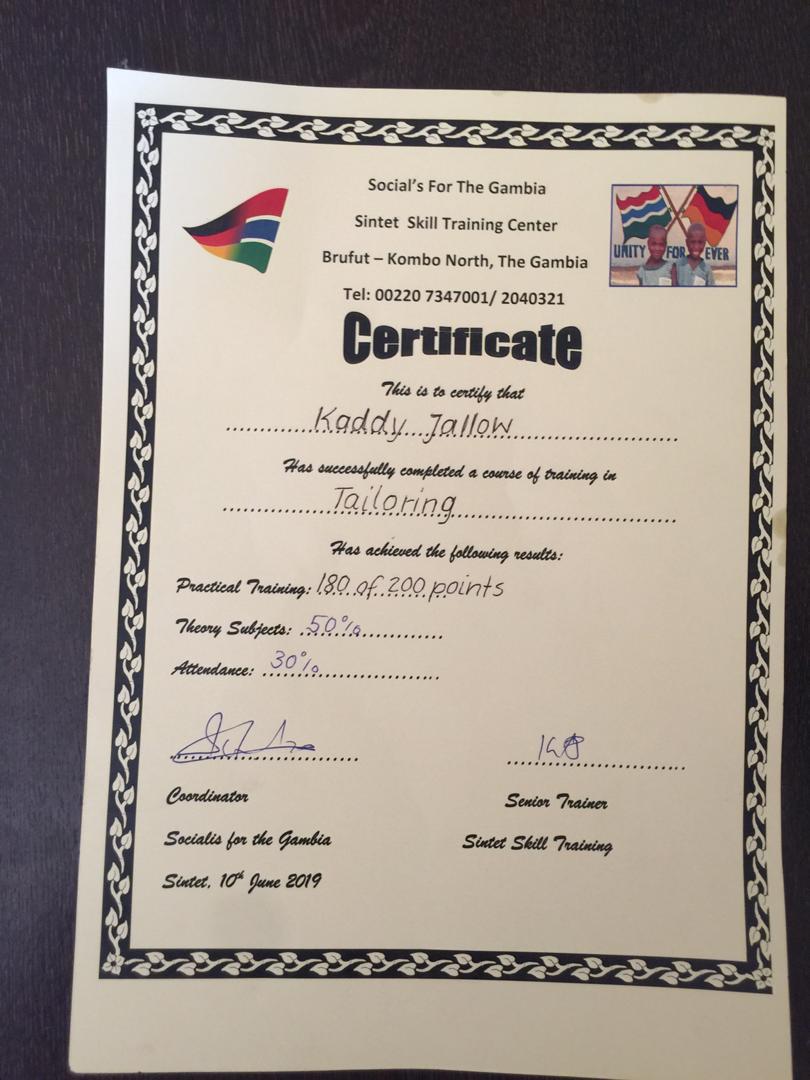 Social's For The Gambia
Sintet Skill Training Center
UNITY FOR EVER
Brufut – Kombo North, The Gambia
Tel: 00220 7347001/ 2040321
Certificate
This is to certify that
Kaddy Jallow
Has successfully completed a course of training in
Tailoring
Has achieved the following results:
Practical Training: 180 of 200 points
Theory Subjects: 50%
Attendance: 30%
Coordinator
Senior Trainer
Socialis for the Gambia
Sintet Skill Training
Sintet, 10th June 2019